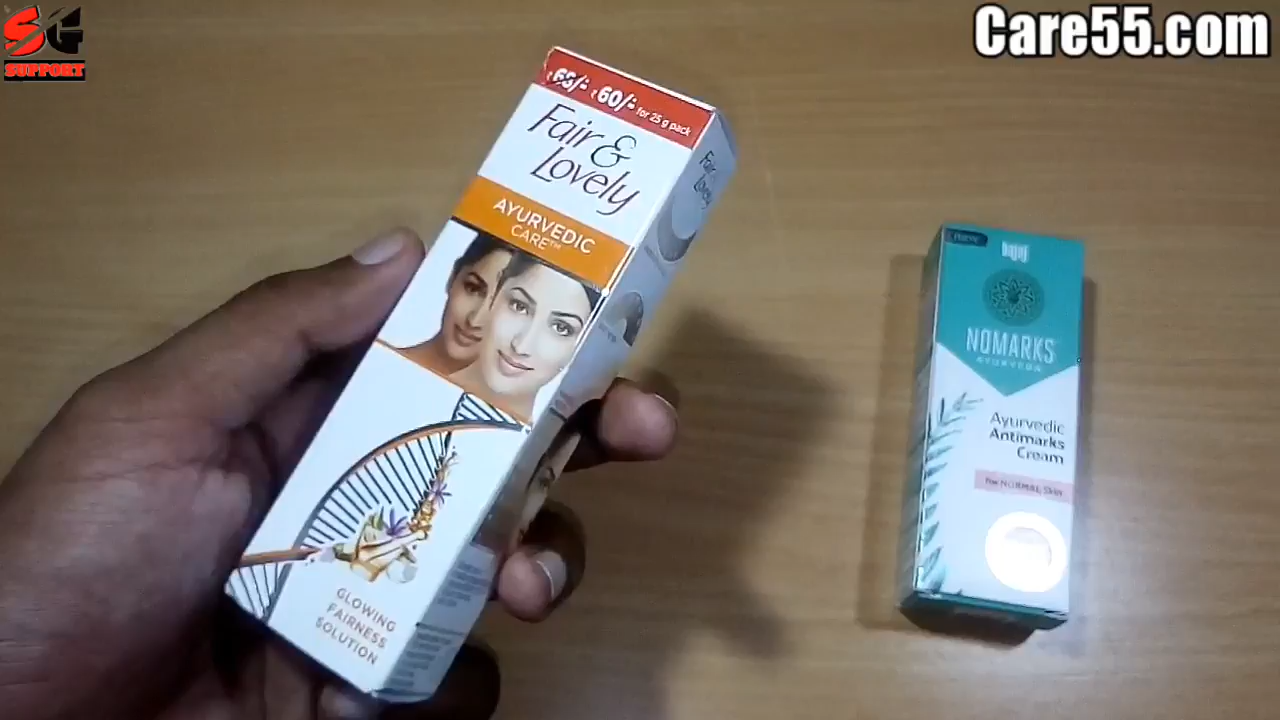 SG
SUPPORT
Care55.com
₹ 65/- ₹ 60/- for 25 g pack
Fair &
Lovely
AYURVEDIC
CARE™
GLOWING
FAIRNESS
SOLUTION
Fair &
Lovely
bajaj
NOMARKS
AYURVEDA
Ayurvedic
Antimarks
Cream
For NORMAL Skin